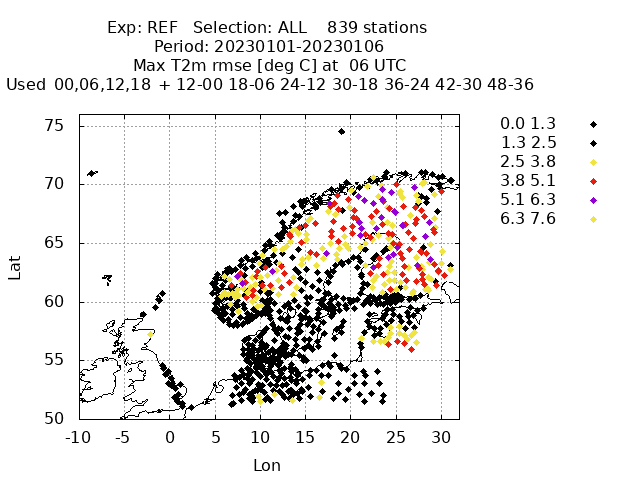 Exp: REF   Selection: ALL    839 stations
Period: 20230101-20230106
Max T2m rmse [deg C] at  06 UTC
Used  00,06,12,18  + 12-00 18-06 24-12 30-18 36-24 42-30 48-36
0.0 1.3
1.3 2.5
2.5 3.8
3.8 5.1
5.1 6.3
6.3 7.6
Lat
75
70
65
60
55
50
-10 -5 0 5 10 15 20 25 30
Lon